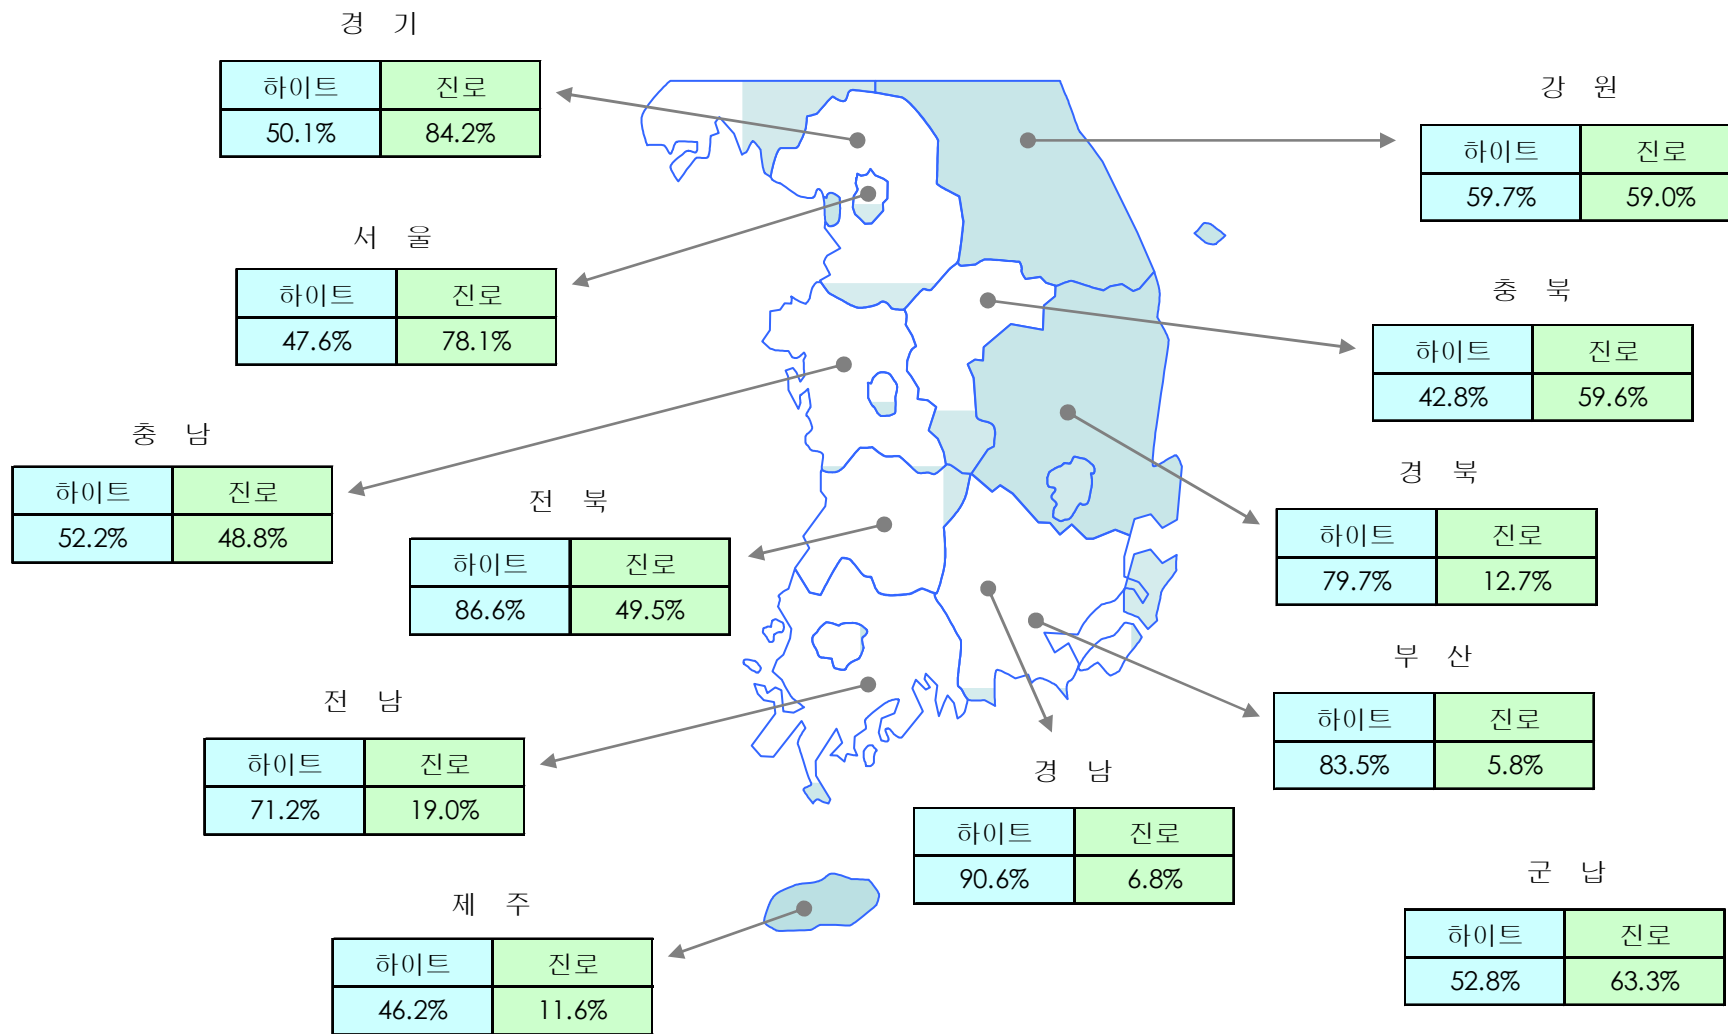 경 기
하이트 진로
50.1% 84.2%
강 원
하이트 진로
59.7% 59.0%
서 울
하이트 진로
47.6% 78.1%
충 북
하이트 진로
42.8% 59.6%
충 남
하이트 진로
52.2% 48.8%
전 북
하이트 진로
86.6% 49.5%
경 북
하이트 진로
79.7% 12.7%
부 산
하이트 진로
83.5% 5.8%
전 남
하이트 진로
71.2% 19.0%
경 남
하이트 진로
90.6% 6.8%
제 주
하이트 진로
46.2% 11.6%
군 납
하이트 진로
52.8% 63.3%